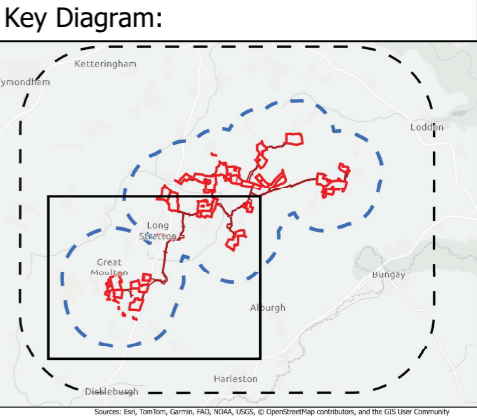 Key Diagram:
Ketteringham
ymondham
Loddon
Long
Stratton
Great
Moulton
Bungay
Alburgh
Harleston
Dickleburgh
Sources: Esri, TomTom, Garmin, FAO, NOAA, USGS, © OpenStreetMap contributors, and the GIS User Community